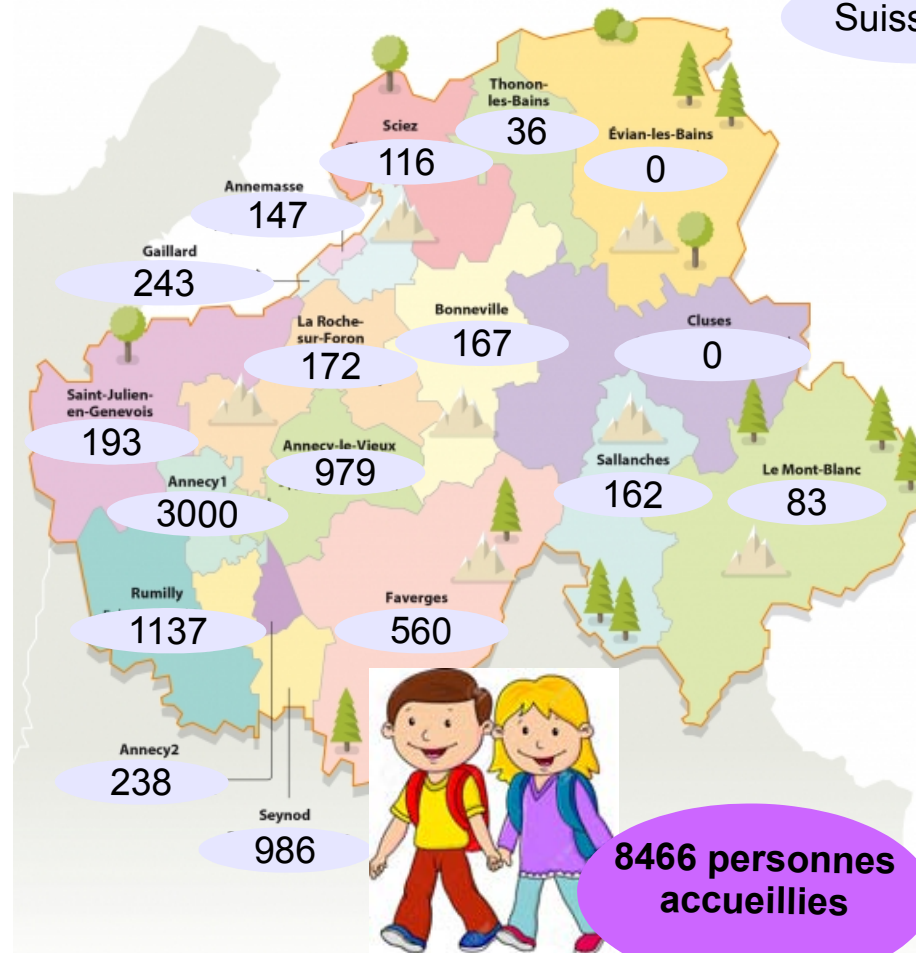 Thonon-
les-Bains
36
Sciez
116
Évian-les-Bains
0
Annemasse
147
Gaillard
243
La Roche-
sur-Foron
172
Bonneville
167
Cluses
0
Saint-Julien-
en-Genevois
193
Annecy-le-Vieux
979
Annecy1
3000
Sallanches
162
Le Mont-Blanc
83
Rumilly
1137
Faverges
560
Annecy2
238
Seynod
986
8466 personnes
accueillies